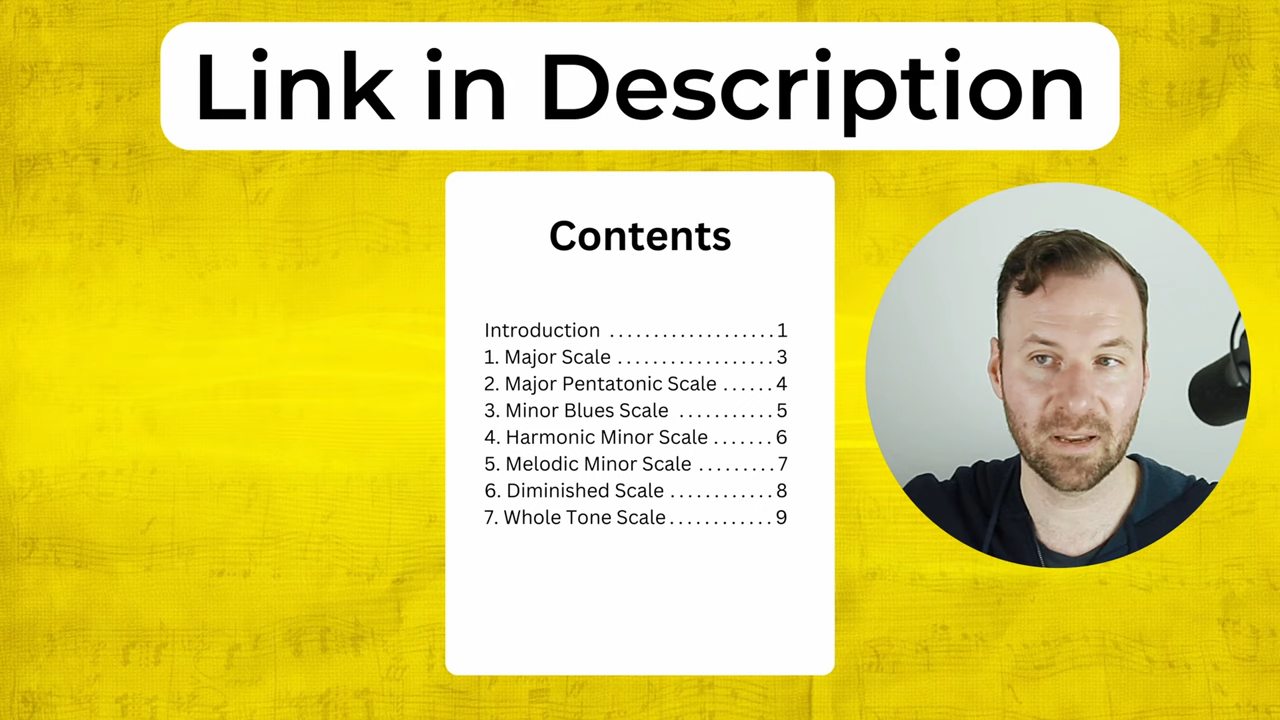 Link in Description
Contents
Introduction . . . . . . . . . . . . . . . . . . . 1
1. Major Scale . . . . . . . . . . . . . . . . . . 3
2. Major Pentatonic Scale . . . . . . 4
3. Minor Blues Scale . . . . . . . . . . . 5
4. Harmonic Minor Scale . . . . . . . 6
5. Melodic Minor Scale . . . . . . . . . 7
6. Diminished Scale . . . . . . . . . . . . 8
7. Whole Tone Scale . . . . . . . . . . . . 9